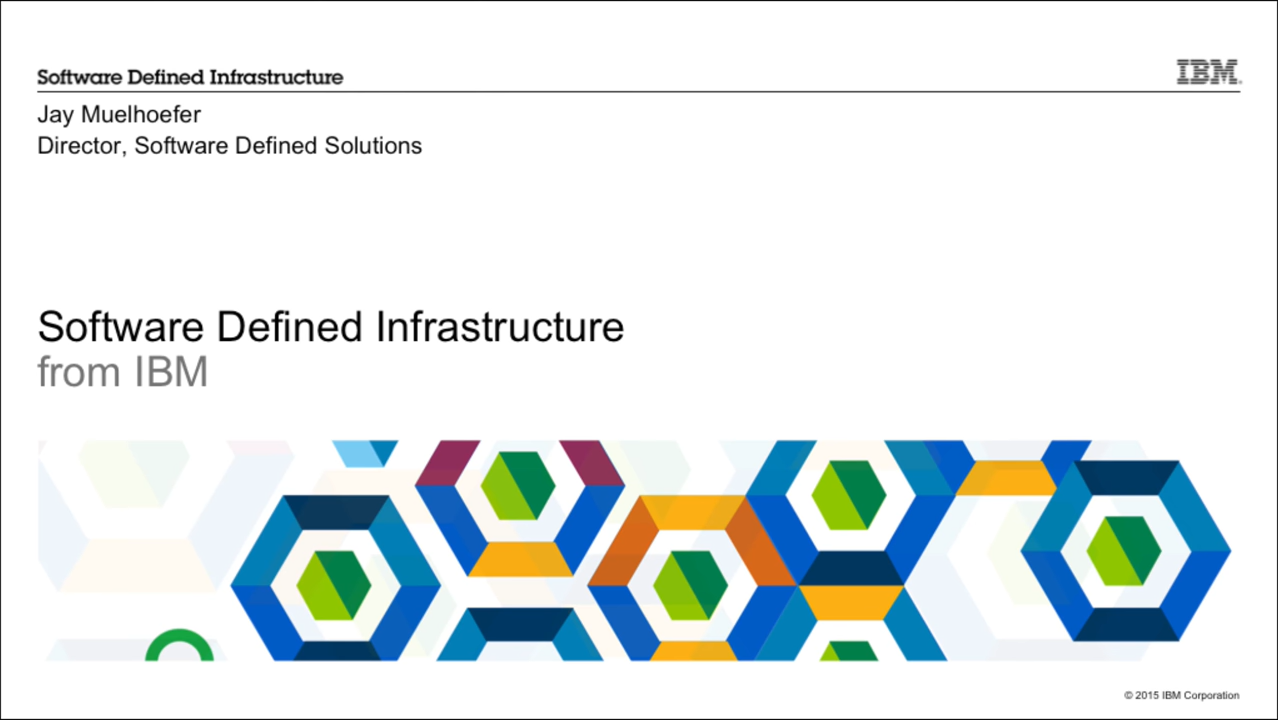 Software Defined Infrastructure
IBM.
Jay Muelhoefer
Director, Software Defined Solutions
Software Defined Infrastructure
from IBM
© 2015 IBM Corporation